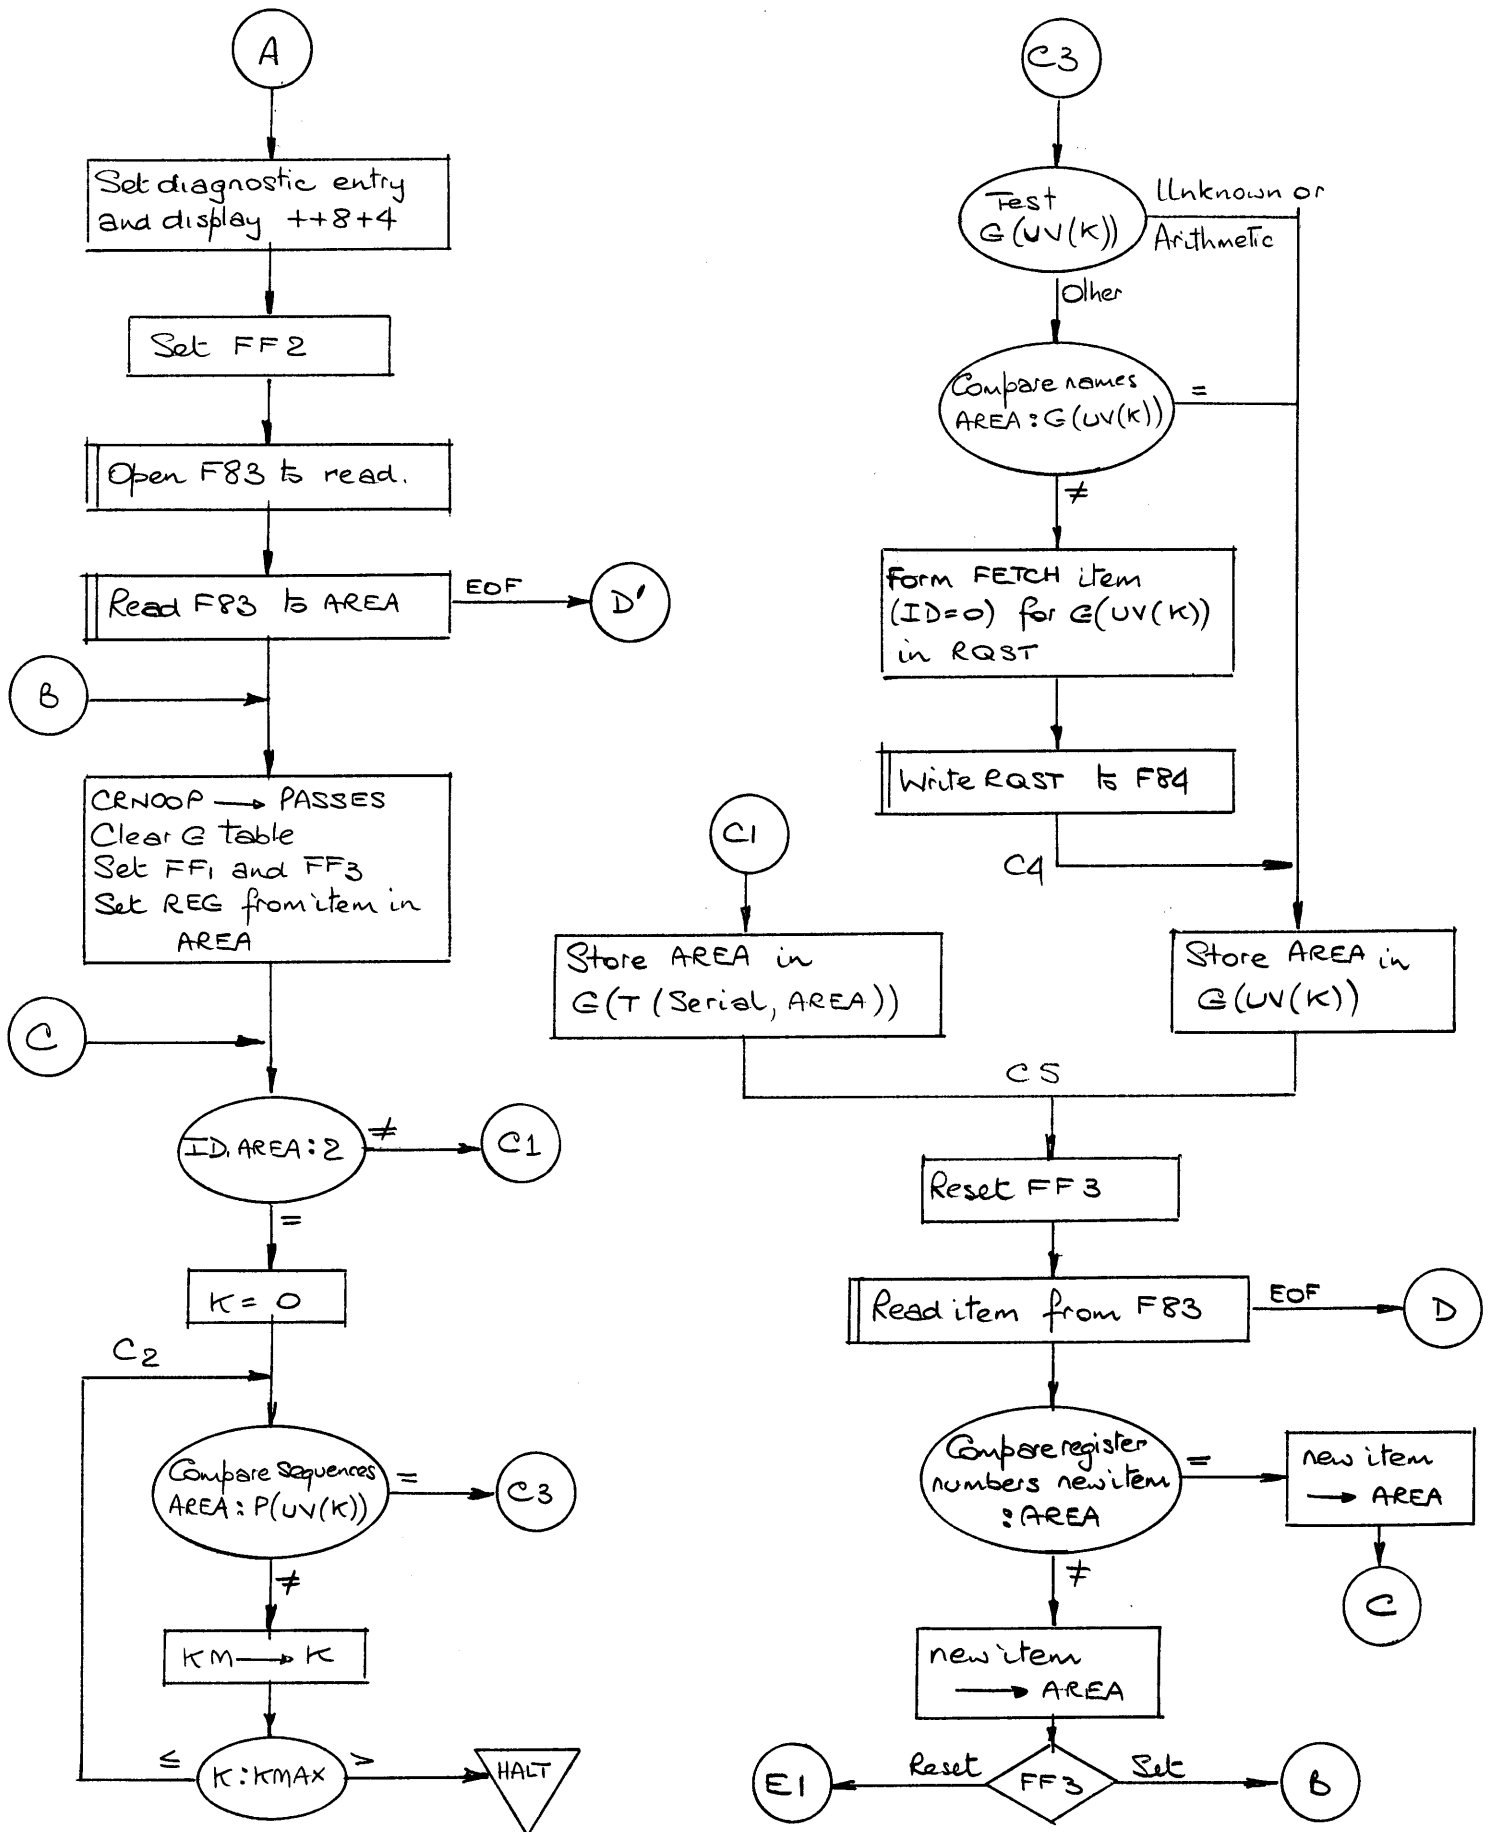 A
Set diagnostic entry
and display ++8+4
Set FF2
Open F83 to read.
Read F83 to AREA
EOF
D'
B
CRNOOP → PASSES
Clear G table
Set FF1 and FF3
Set REG from item in
AREA
C
ID.AREA:2
≠
C1
=
K = 0
C2
Compare Sequences
AREA:P(UV(K))
=
C3
≠
KM → K
≤
K:KMAX
>
HALT
C3
Test
G(UV(K))
Unknown or
Arithmetic
Other
Compare names
AREA:G(UV(K))
=
≠
Form FETCH item
(ID=0) for G(UV(K))
in RQST
Write RQST to F84
C4
C1
Store AREA in
G(T(Serial, AREA))
Store AREA in
G(UV(K))
C5
Reset FF3
Read item from F83
EOF
D
Compare register
numbers new item
:AREA
=
new item
→ AREA
C
≠
new item
→ AREA
E1
Reset
FF3
Set
B